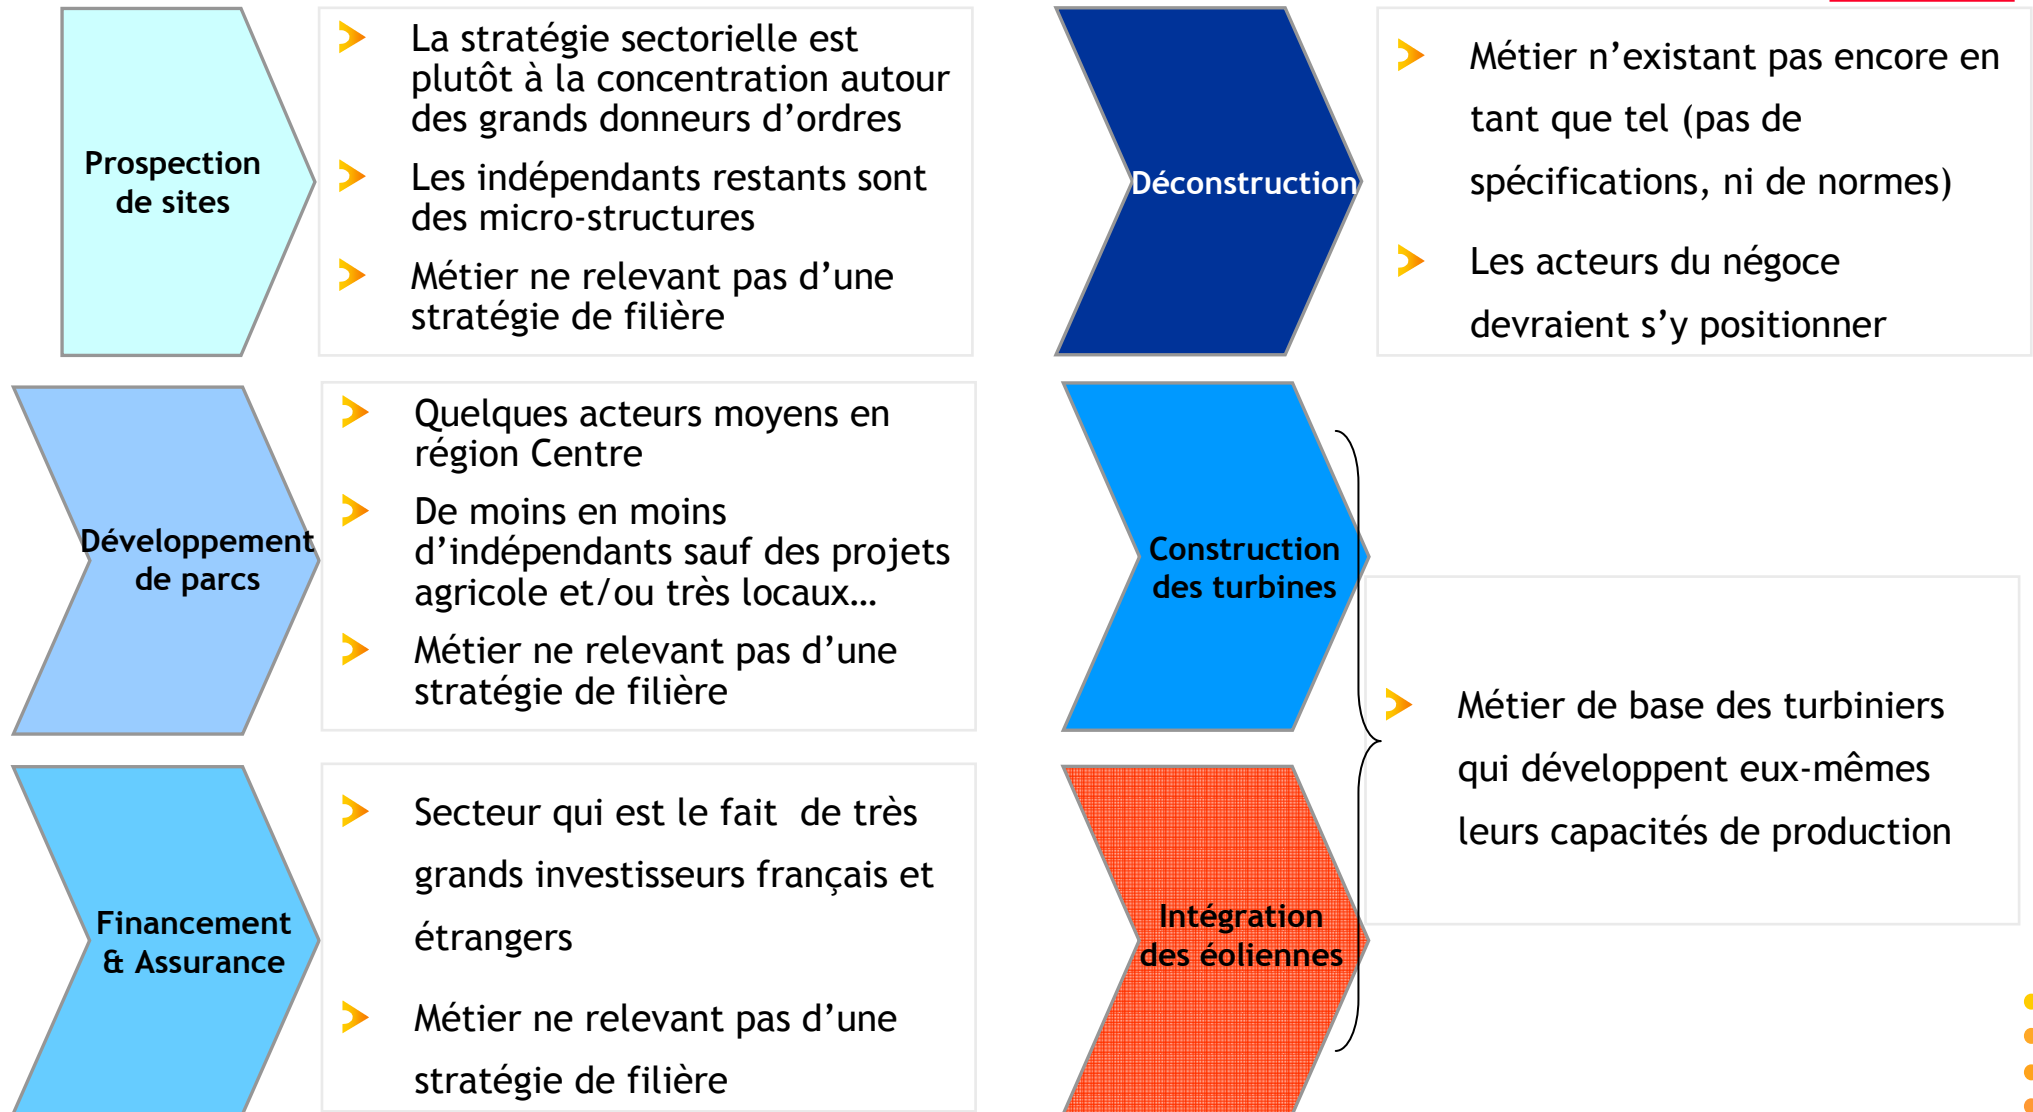 Prospection
de sites
La stratégie sectorielle est
plutôt à la concentration autour
des grands donneurs d’ordres
Les indépendants restants sont
des micro-structures
Métier ne relevant pas d’une
stratégie de filière
Développement
de parcs
Quelques acteurs moyens en
région Centre
De moins en moins
d’indépendants sauf des projets
agricole et/ou très locaux…
Métier ne relevant pas d’une
stratégie de filière
Financement
& Assurance
Secteur qui est le fait de très
grands investisseurs français et
étrangers
Métier ne relevant pas d’une
stratégie de filière
Déconstruction
Métier n’existant pas encore en
tant que tel (pas de
spécifications, ni de normes)
Les acteurs du négoce
devraient s’y positionner
Construction
des turbines
Intégration
des éoliennes
Métier de base des turbiniers
qui développent eux-mêmes
leurs capacités de production